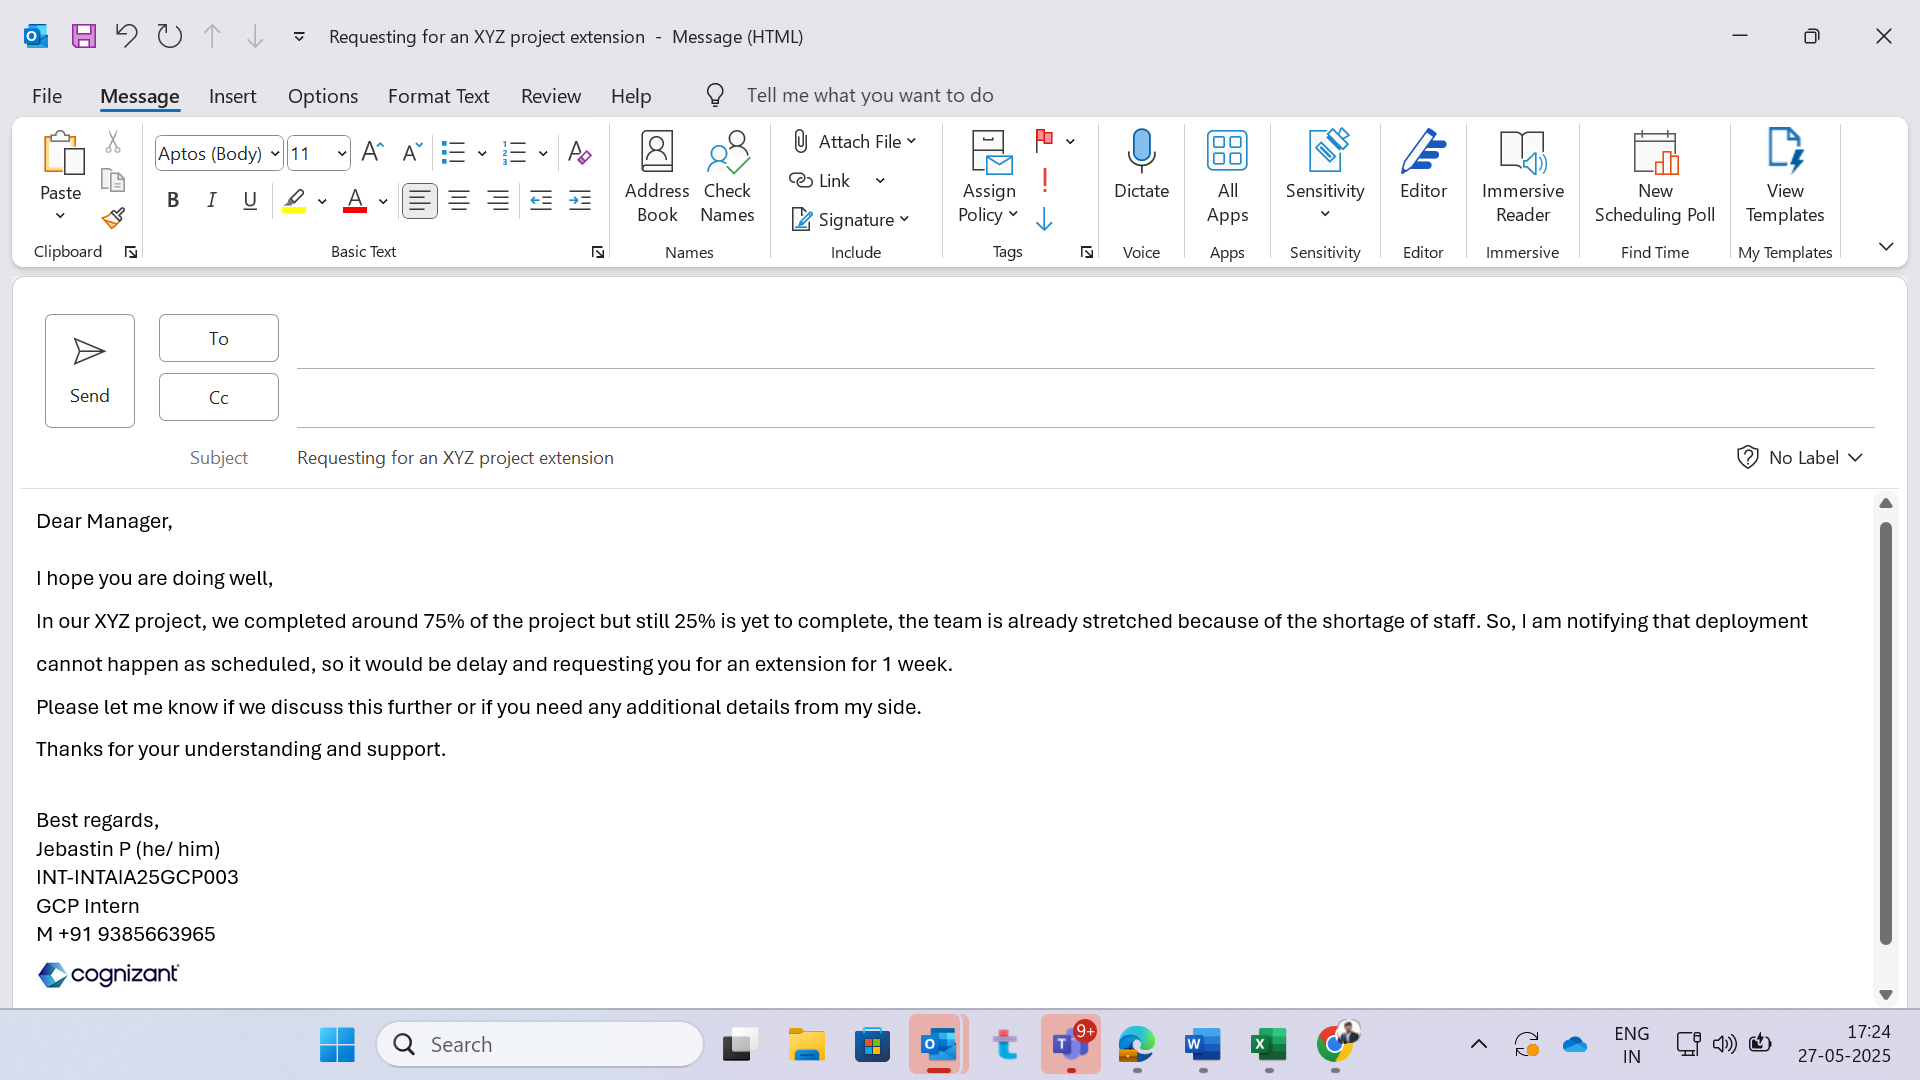 Requesting for an XYZ project extension - Message (HTML)
File Message Insert Options Format Text Review Help Tell me what you want to do
Paste
Clipboard
Aptos (Body) 11
B I U A
Basic Text
Address Book
Check Names
Names
Attach File
Link
Signature
Include
Assign Policy
Tags
Dictate
Voice
All Apps
Apps
Sensitivity
Sensitivity
Editor
Editor
Immersive Reader
Immersive
New Scheduling Poll
Find Time
View Templates
My Templates
Send
To
Cc
Subject Requesting for an XYZ project extension No Label
Dear Manager,
I hope you are doing well,
In our XYZ project, we completed around 75% of the project but still 25% is yet to complete, the team is already stretched because of the shortage of staff. So, I am notifying that deployment
cannot happen as scheduled, so it would be delay and requesting you for an extension for 1 week.
Please let me know if we discuss this further or if you need any additional details from my side.
Thanks for your understanding and support.
Best regards,
Jebastin P (he/ him)
INT-INTAIA25GCP003
GCP Intern
M +91 9385663965
cognizant
Search
9+
ENG
IN
17:24
27-05-2025